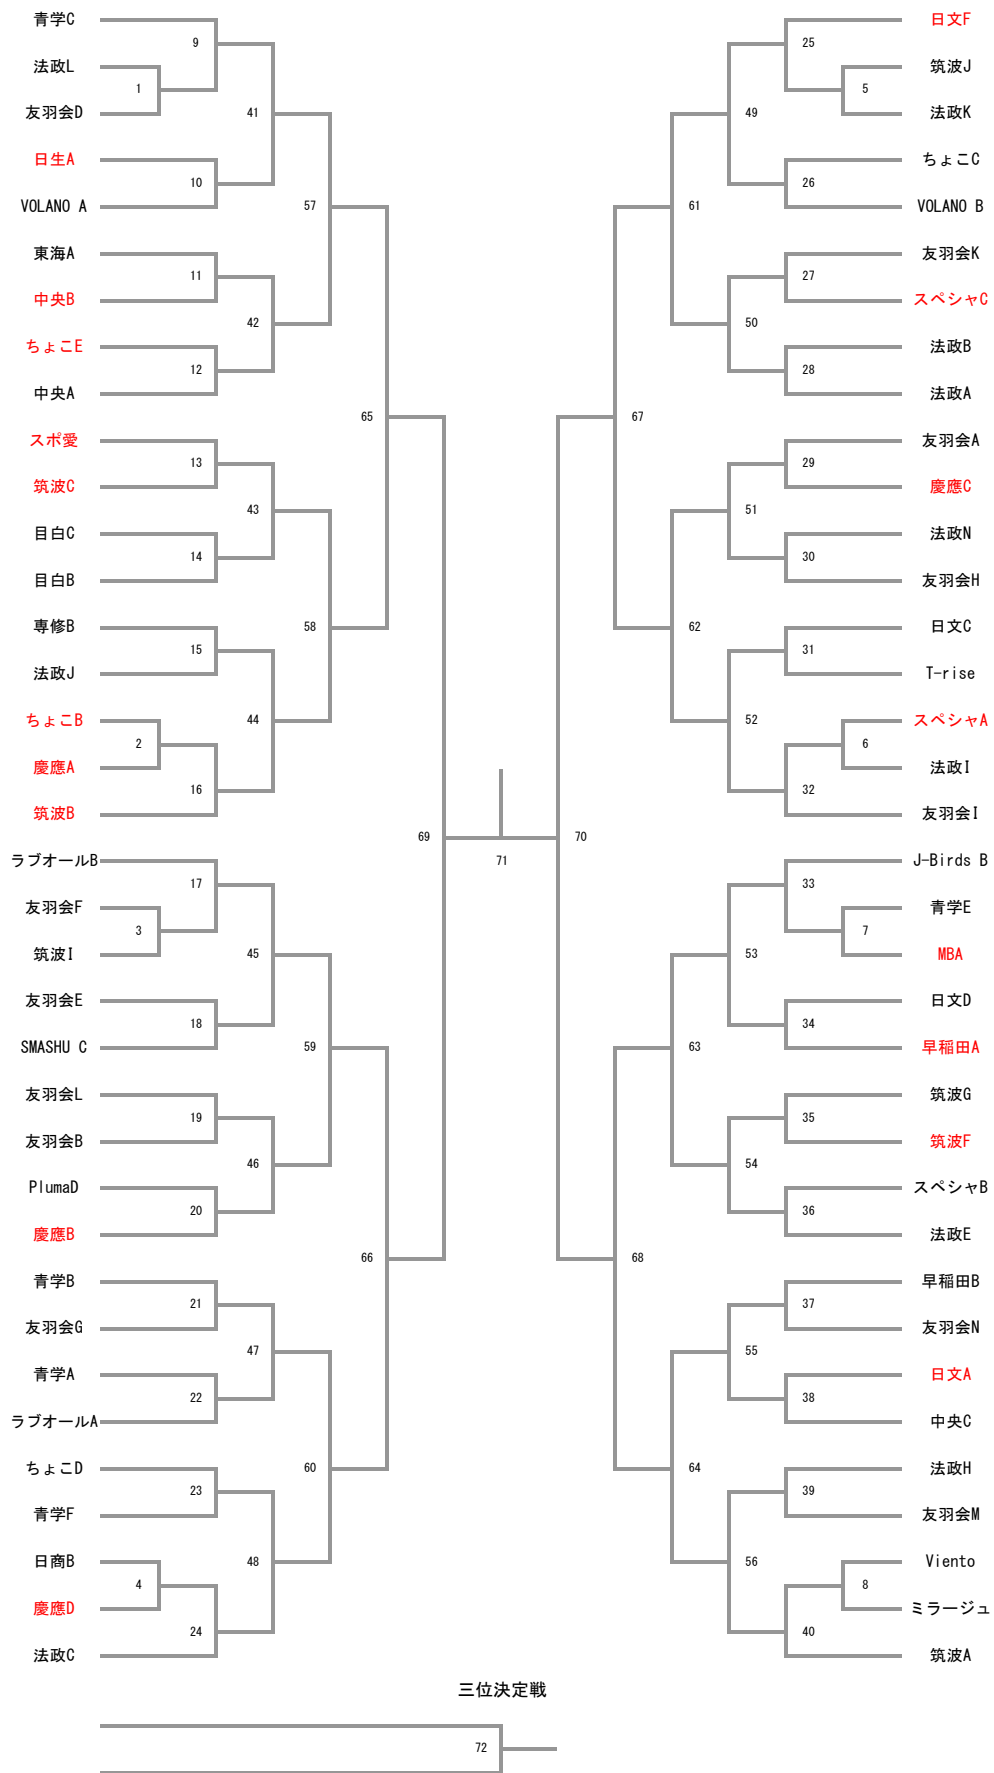 青学C
9
法政L
1
友羽会D
41
日生A
10
VOLANO A
57
東海A
11
中央B
42
ちょこE
12
中央A
65
スポ愛
13
筑波C
43
目白C
14
目白B
58
専修B
15
法政J
44
ちょこB
2
慶應A
16
筑波B
69
ラブオールB
17
友羽会F
3
筑波I
45
友羽会E
18
SMASHU C
59
友羽会L
19
友羽会B
46
PlumaD
20
慶應B
66
青学B
21
友羽会G
47
青学A
22
ラブオールA
60
ちょこD
23
青学F
48
日商B
4
慶應D
24
法政C
71
日文F
25
筑波J
5
法政K
49
ちょこC
26
VOLANO B
61
友羽会K
27
スペシャC
50
法政B
28
法政A
67
友羽会A
29
慶應C
51
法政N
30
友羽会H
62
日文C
31
T-rise
52
スペシャA
6
法政I
32
友羽会I
70
J-Birds B
33
青学E
7
MBA
53
日文D
34
早稲田A
63
筑波G
35
筑波F
54
スペシャB
36
法政E
68
早稲田B
37
友羽会N
55
日文A
38
中央C
64
法政H
39
友羽会M
56
Viento
8
ミラージュ
40
筑波A
三位決定戦
72